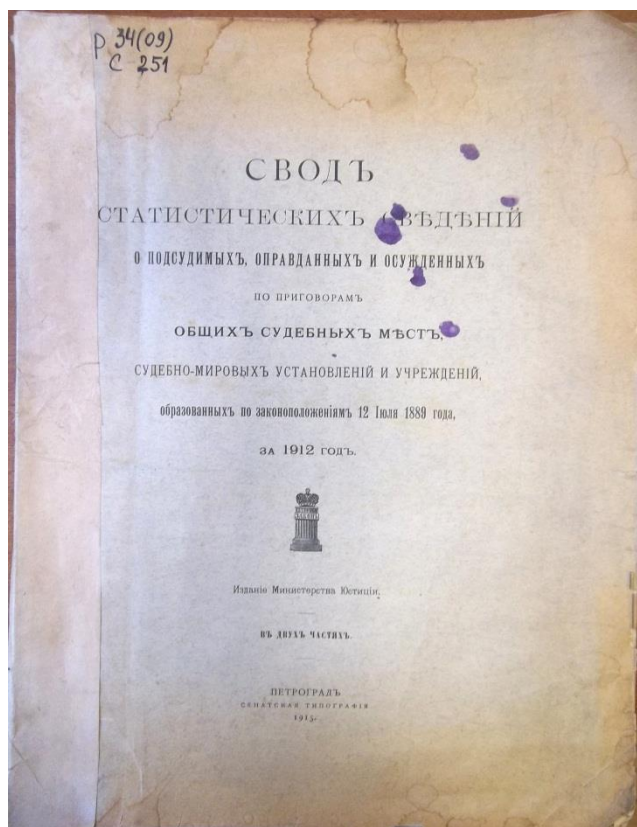 р 34(09)
С 251
СВОДЪ
СТАТИСТИЧЕСКИХЪ СВѢДѢНІЙ
О ПОДСУДИМЫХЪ, ОПРАВДАННЫХЪ И ОСУЖДЕННЫХЪ
ПО ПРИГОВОРАМЪ
ОБЩИХЪ СУДЕБНЫХЪ МѢСТЪ,
СУДЕБНО-МИРОВЫХЪ УСТАНОВЛЕНІЙ И УЧРЕЖДЕНІЙ,
образованныхъ по законоположеніямъ 12 Іюля 1889 года,
ЗА 1912 ГОДЪ.
ЗАКОНЪ
Изданіе Министерства Юстиціи.
ВЪ ДВУХЪ ЧАСТЯХЪ.
ПЕТРОГРАДЪ
СЕНАТСКАЯ ТИПОГРАФІЯ
1915.